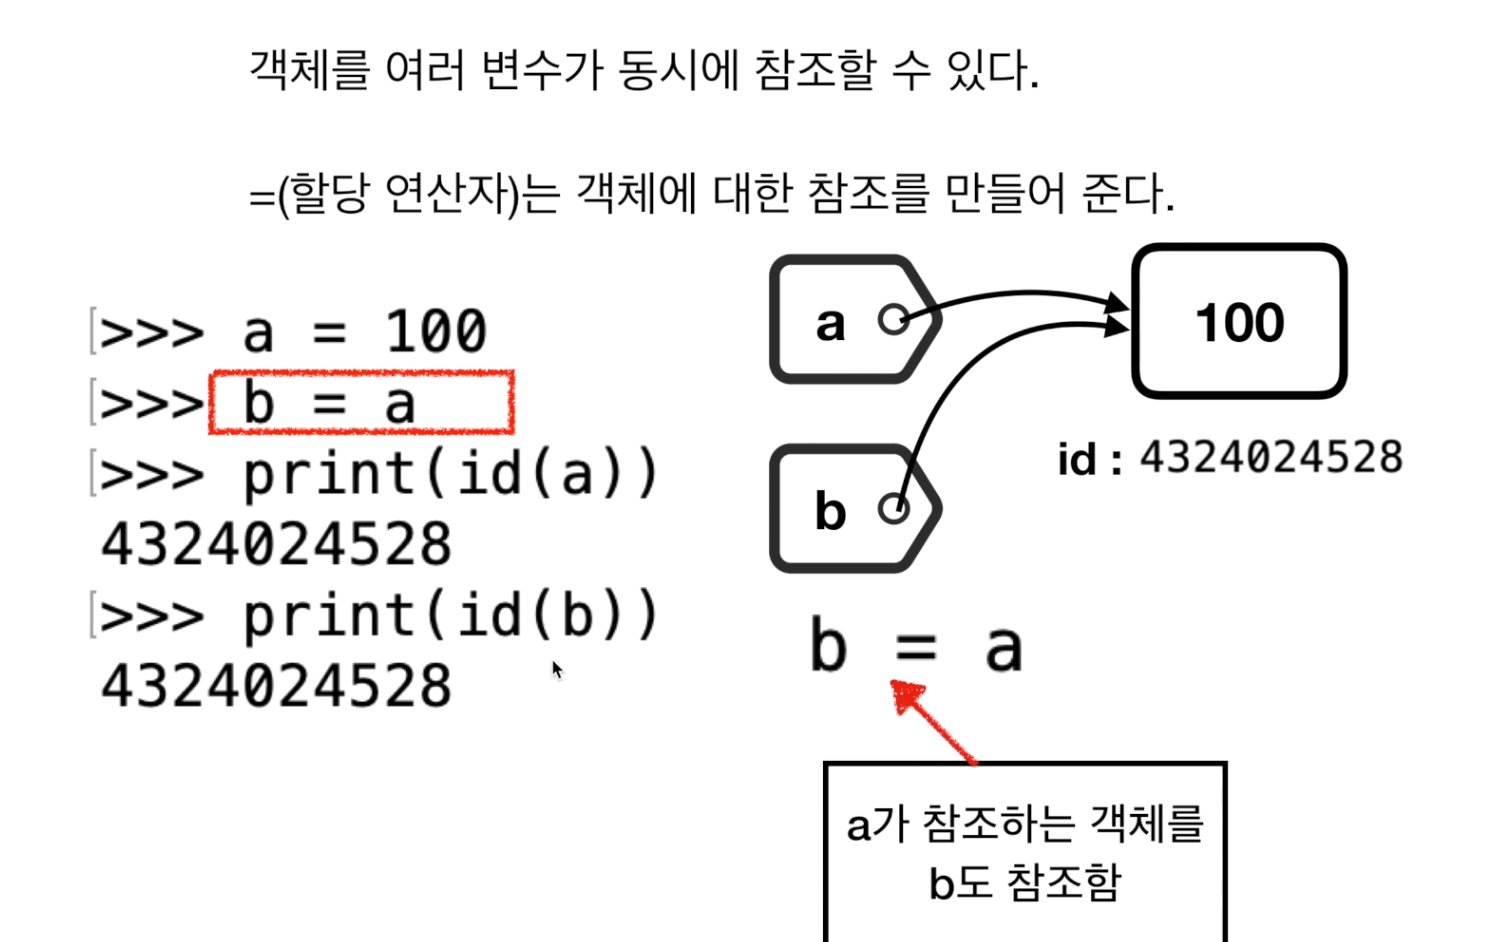 객체를 여러 변수가 동시에 참조할 수 있다.
=(할당 연산자)는 객체에 대한 참조를 만들어 준다.
[>>> a = 100
[>>> b = a
[>>> print(id(a))
4324024528
[>>> print(id(b))
4324024528
a
100
id : 4324024528
b
b = a
a가 참조하는 객체를
b도 참조함